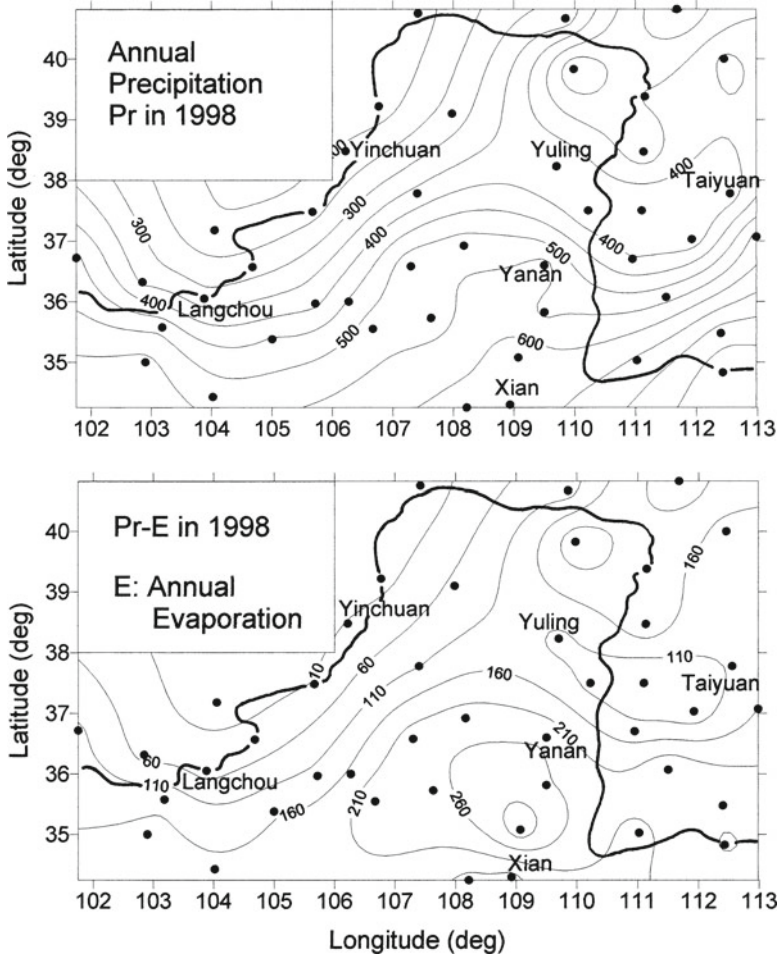 Annual
Precipitation
Pr in 1998
Latitude (deg)
40
39
38
37
36
35
Yinchuan
Yuling
400
Taiyuan
300
300
400
500
400
Yanan
400
Langchou
500
600
Xian
102 103 104 105 106 107 108 109 110 111 112 113
Pr-E in 1998
E: Annual
Evaporation
Latitude (deg)
40
39
38
37
36
35
160
Yinchuan
Yuling
10
60
110
160
110
Taiyuan
210
Yanan
60
110
Langchou
160
210
260
Xian
102 103 104 105 106 107 108 109 110 111 112 113
Longitude (deg)